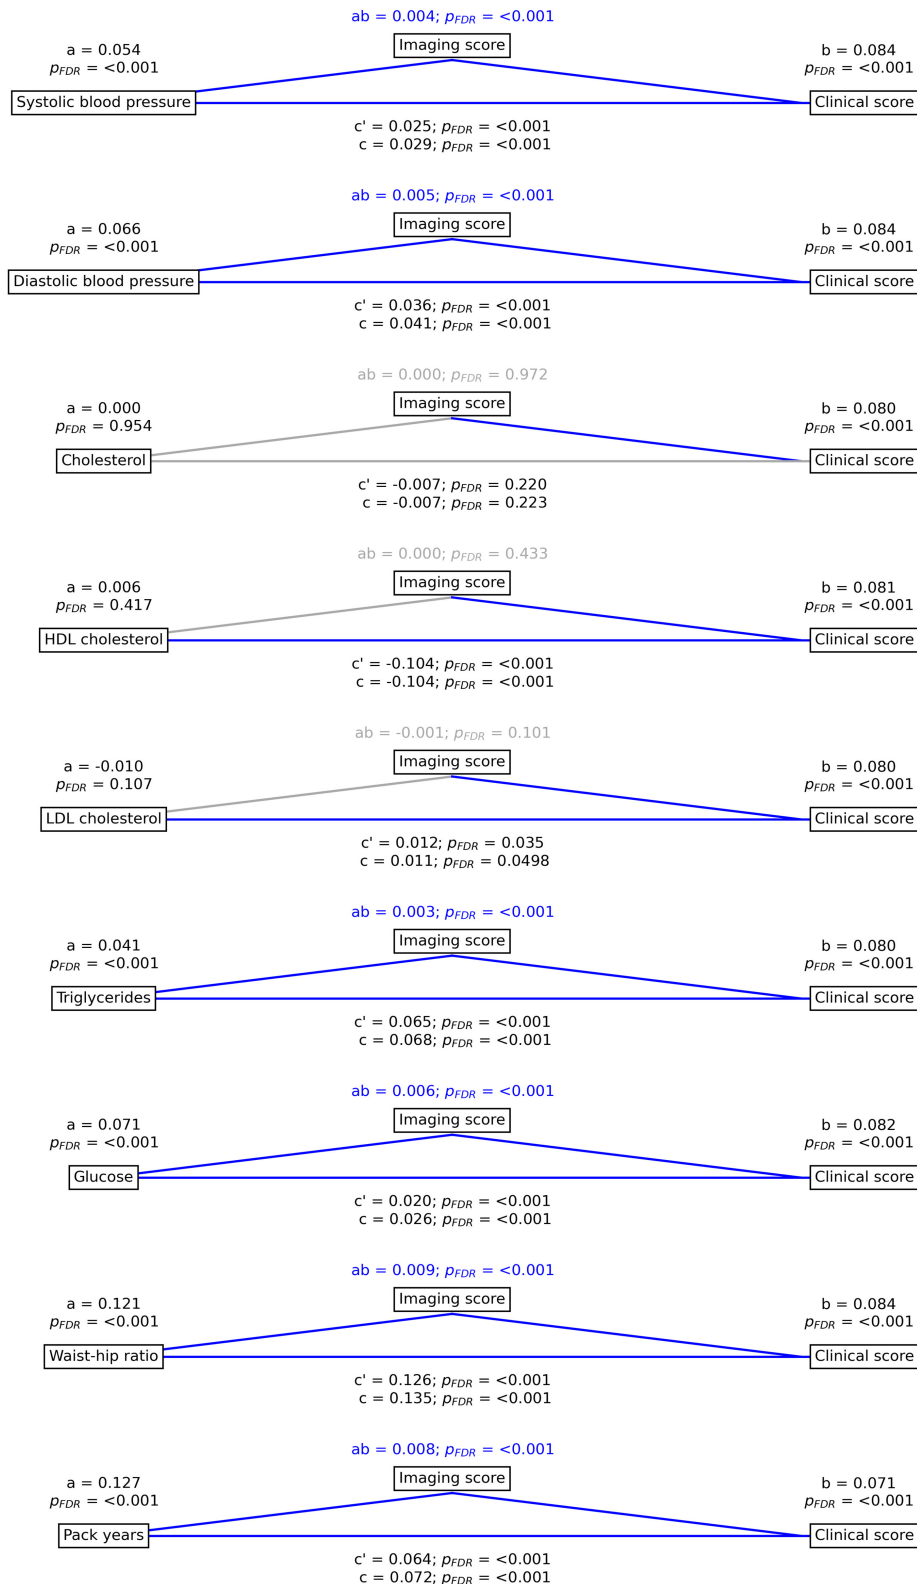 ab = 0.004; pFDR = <0.001
a = 0.054
pFDR = <0.001
Imaging score
b = 0.084
pFDR = <0.001
Systolic blood pressure
Clinical score
c' = 0.025; pFDR = <0.001
c = 0.029; pFDR = <0.001
ab = 0.005; pFDR = <0.001
a = 0.066
pFDR = <0.001
Imaging score
b = 0.084
pFDR = <0.001
Diastolic blood pressure
Clinical score
c' = 0.036; pFDR = <0.001
c = 0.041; pFDR = <0.001
ab = 0.000; pFDR = 0.972
a = 0.000
pFDR = 0.954
Imaging score
b = 0.080
pFDR = <0.001
Cholesterol
Clinical score
c' = -0.007; pFDR = 0.220
c = -0.007; pFDR = 0.223
ab = 0.000; pFDR = 0.433
a = 0.006
pFDR = 0.417
Imaging score
b = 0.081
pFDR = <0.001
HDL cholesterol
Clinical score
c' = -0.104; pFDR = <0.001
c = -0.104; pFDR = <0.001
ab = -0.001; pFDR = 0.101
a = -0.010
pFDR = 0.107
Imaging score
b = 0.080
pFDR = <0.001
LDL cholesterol
Clinical score
c' = 0.012; pFDR = 0.035
c = 0.011; pFDR = 0.0498
ab = 0.003; pFDR = <0.001
a = 0.041
pFDR = <0.001
Imaging score
b = 0.080
pFDR = <0.001
Triglycerides
Clinical score
c' = 0.065; pFDR = <0.001
c = 0.068; pFDR = <0.001
ab = 0.006; pFDR = <0.001
a = 0.071
pFDR = <0.001
Imaging score
b = 0.082
pFDR = <0.001
Glucose
Clinical score
c' = 0.020; pFDR = <0.001
c = 0.026; pFDR = <0.001
ab = 0.009; pFDR = <0.001
a = 0.121
pFDR = <0.001
Imaging score
b = 0.084
pFDR = <0.001
Waist-hip ratio
Clinical score
c' = 0.126; pFDR = <0.001
c = 0.135; pFDR = <0.001
ab = 0.008; pFDR = <0.001
a = 0.127
pFDR = <0.001
Imaging score
b = 0.071
pFDR = <0.001
Pack years
Clinical score
c' = 0.064; pFDR = <0.001
c = 0.072; pFDR = <0.001